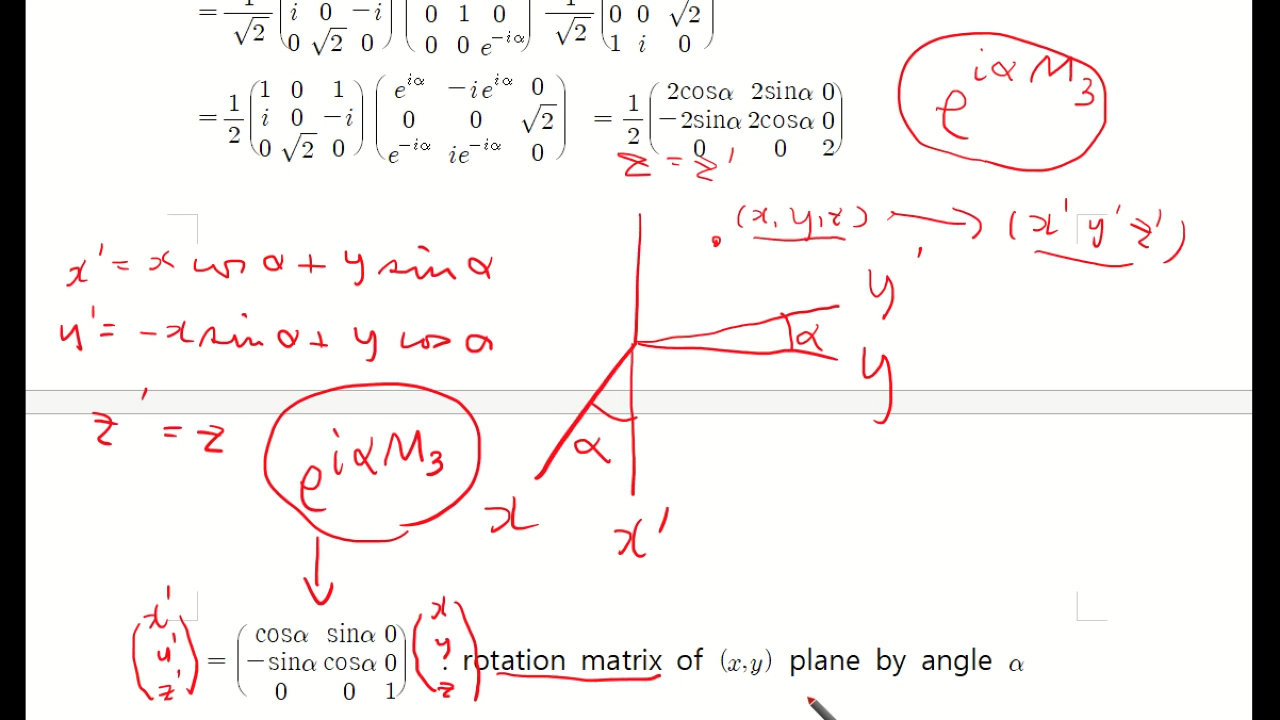 = 1/√2 ( i 0 −i ; 0 √2 0 ) ( 0 1 0 ; 0 0 e^{−iα} ) 1/√2 ( 0 0 √2 ; 1 i 0 )
= 1/2 ( 1 0 1 ; i 0 −i ; 0 √2 0 ) ( e^{iα} −ie^{iα} 0 ; 0 0 √2 ; e^{−iα} ie^{−iα} 0 ) = 1/2 ( 2cosα 2sinα 0 ; −2sinα 2cosα 0 ; 0 0 2 )
e^{iαM_3}
z = z'
(x, y, z) → (x' y' z')
x' = x cos α + y sin α
y' = −x sin α + y cos α
z' = z
e^{iαM_3}
y'
α
y
α
x
x'
( x' ; y' ; z' ) = ( cosα sinα 0 ; −sinα cosα 0 ; 0 0 1 ) ( x ; y ; z ) : rotation matrix of (x,y) plane by angle α